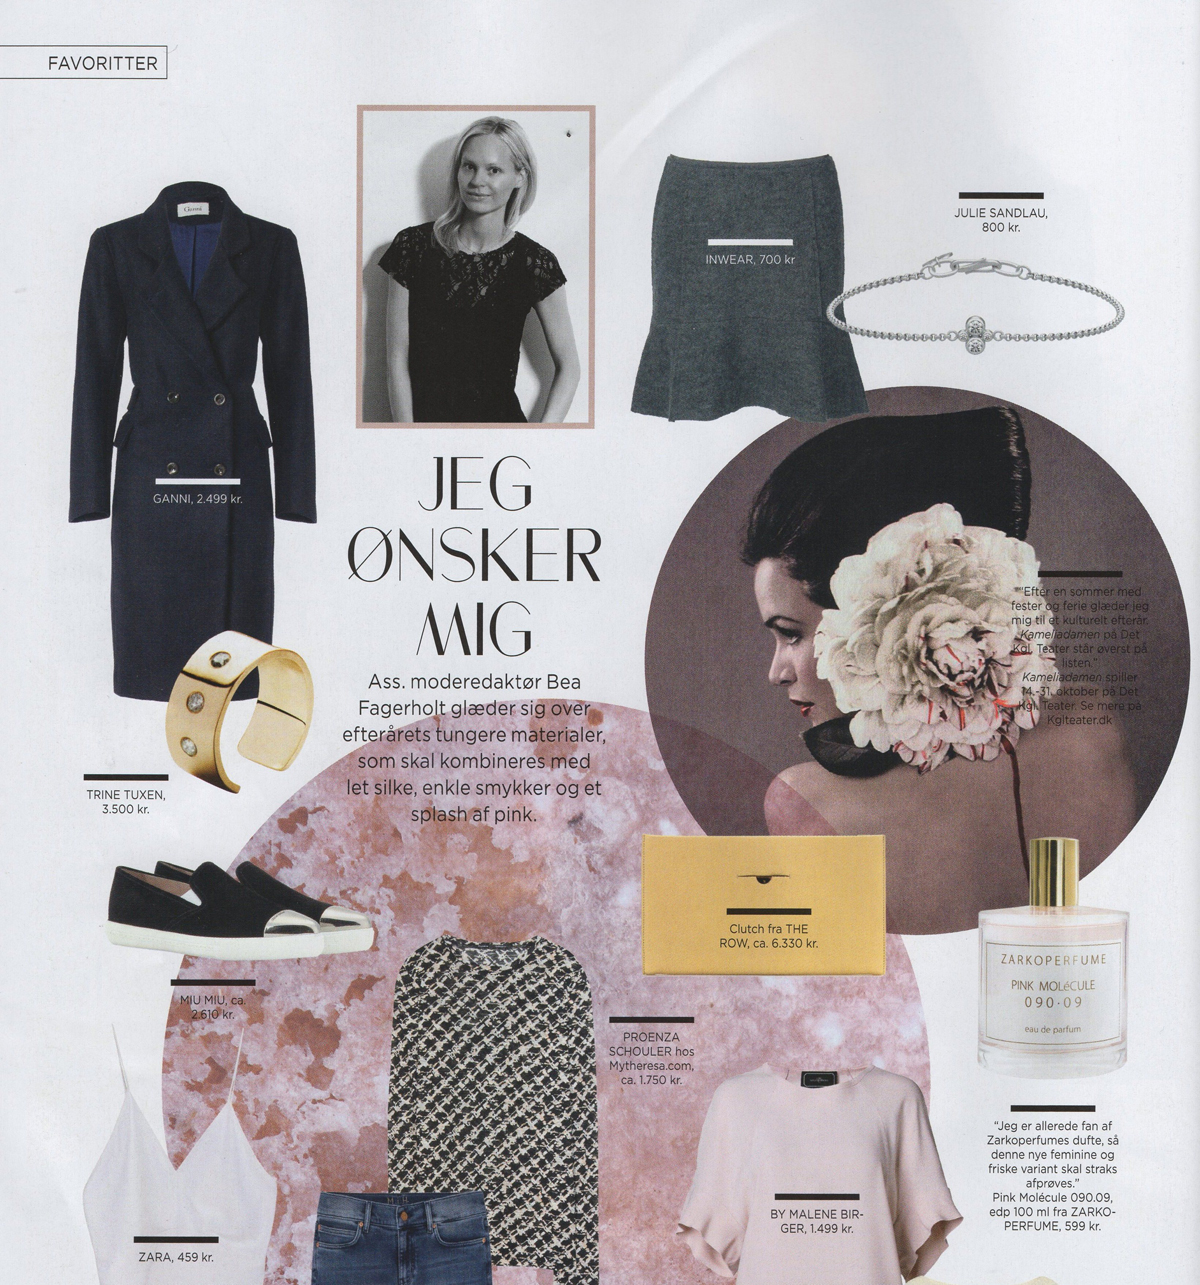 FAVORITTER
Ganni
GANNI, 2.499 kr.
INWEAR, 700 kr
JULIE SANDLAU,
800 kr.
JEG
ØNSKER
MIG
Ass. moderedaktør Bea
Fagerholt glæder sig over
efterårets tungere materialer,
som skal kombineres med
let silke, enkle smykker og et
splash af pink.
"Efter en sommer med
fester og ferie glæder jeg
mig til et kulturelt efterår.
Kameliadamen på Det
Kgl. Teater står øverst på
listen."
Kameliadamen spiller
14.-31. oktober på Det
Kgl. Teater. Se mere på
Kglteater.dk
TRINE TUXEN,
3.500 kr.
MIU MIU, ca.
2.610 kr.
Clutch fra THE
ROW, ca. 6.330 kr.
ZARKOPERFUME
PINK MOLéCULE
090·09
eau de parfum
PROENZA
SCHOULER hos
Mytheresa.com,
ca. 1.750 kr.
"Jeg er allerede fan af
Zarkoperfumes dufte, så
denne nye feminine og
friske variant skal straks
afprøves."
Pink Molécule 090.09,
edp 100 ml fra ZARKO-
PERFUME, 599 kr.
BY MALENE BIR-
GER, 1.499 kr.
ZARA, 459 kr.